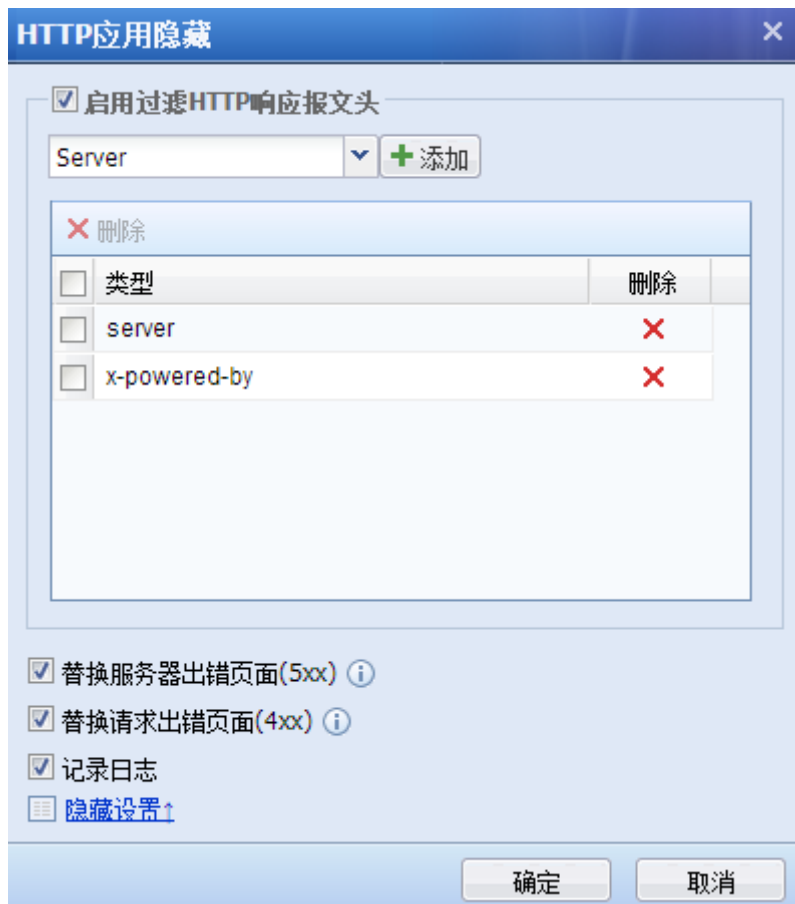 HTTP应用隐藏
启用过滤HTTP响应报文头
Server 添加
删除
类型 删除
server
x-powered-by
替换服务器出错页面(5xx)
替换请求出错页面(4xx)
记录日志
隐藏设置↑
确定 取消